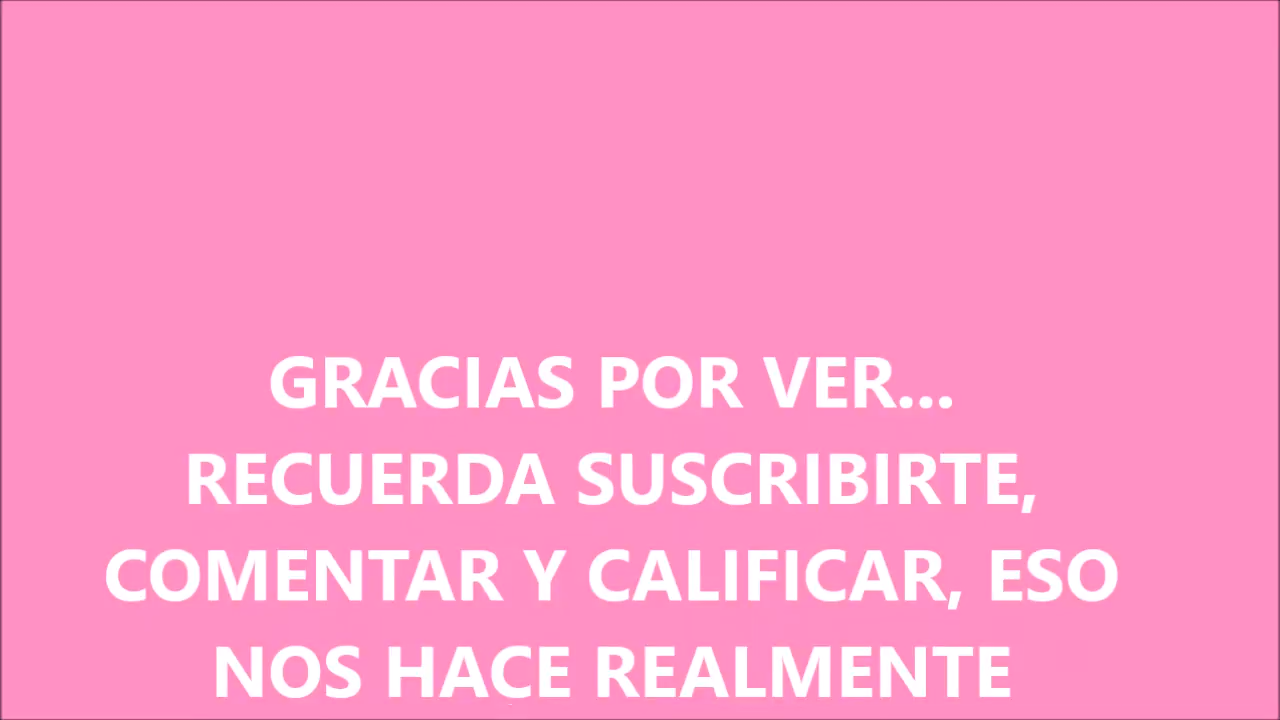 GRACIAS POR VER...
RECUERDA SUSCRIBIRTE,
COMENTAR Y CALIFICAR, ESO
NOS HACE REALMENTE